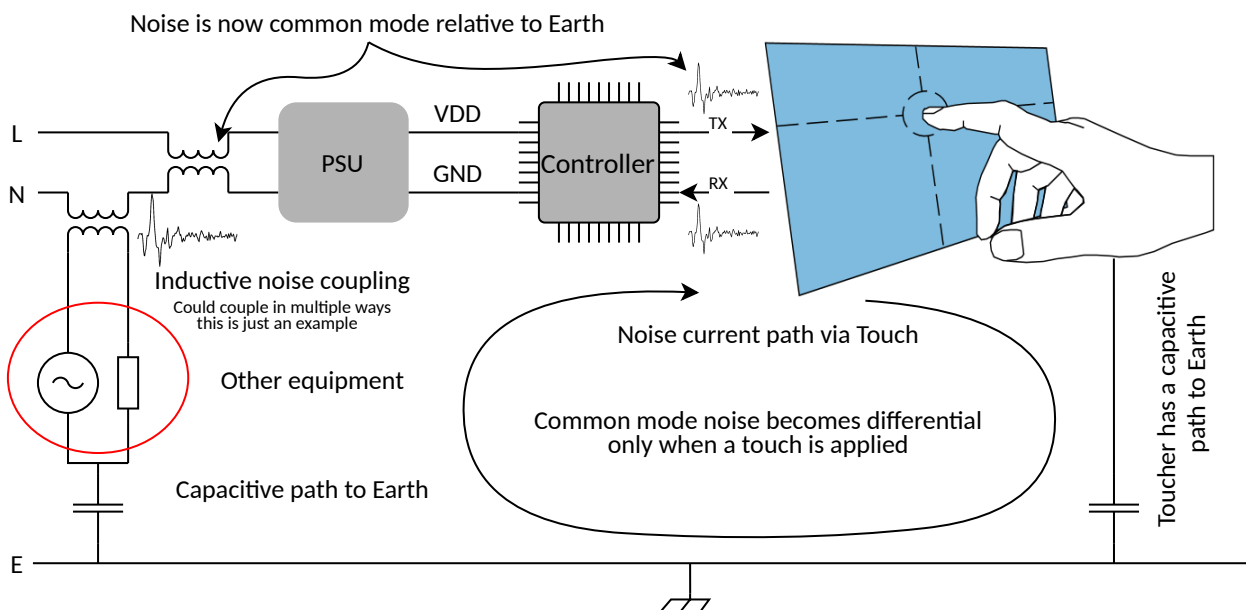 Noise is now common mode relative to Earth
L
N
PSU
VDD
GND
Controller
TX
RX
Inductive noise coupling
Could couple in multiple ways
this is just an example
Other equipment
Capacitive path to Earth
Noise current path via Touch
Common mode noise becomes differential
only when a touch is applied
Toucher has a capacitive
path to Earth
E